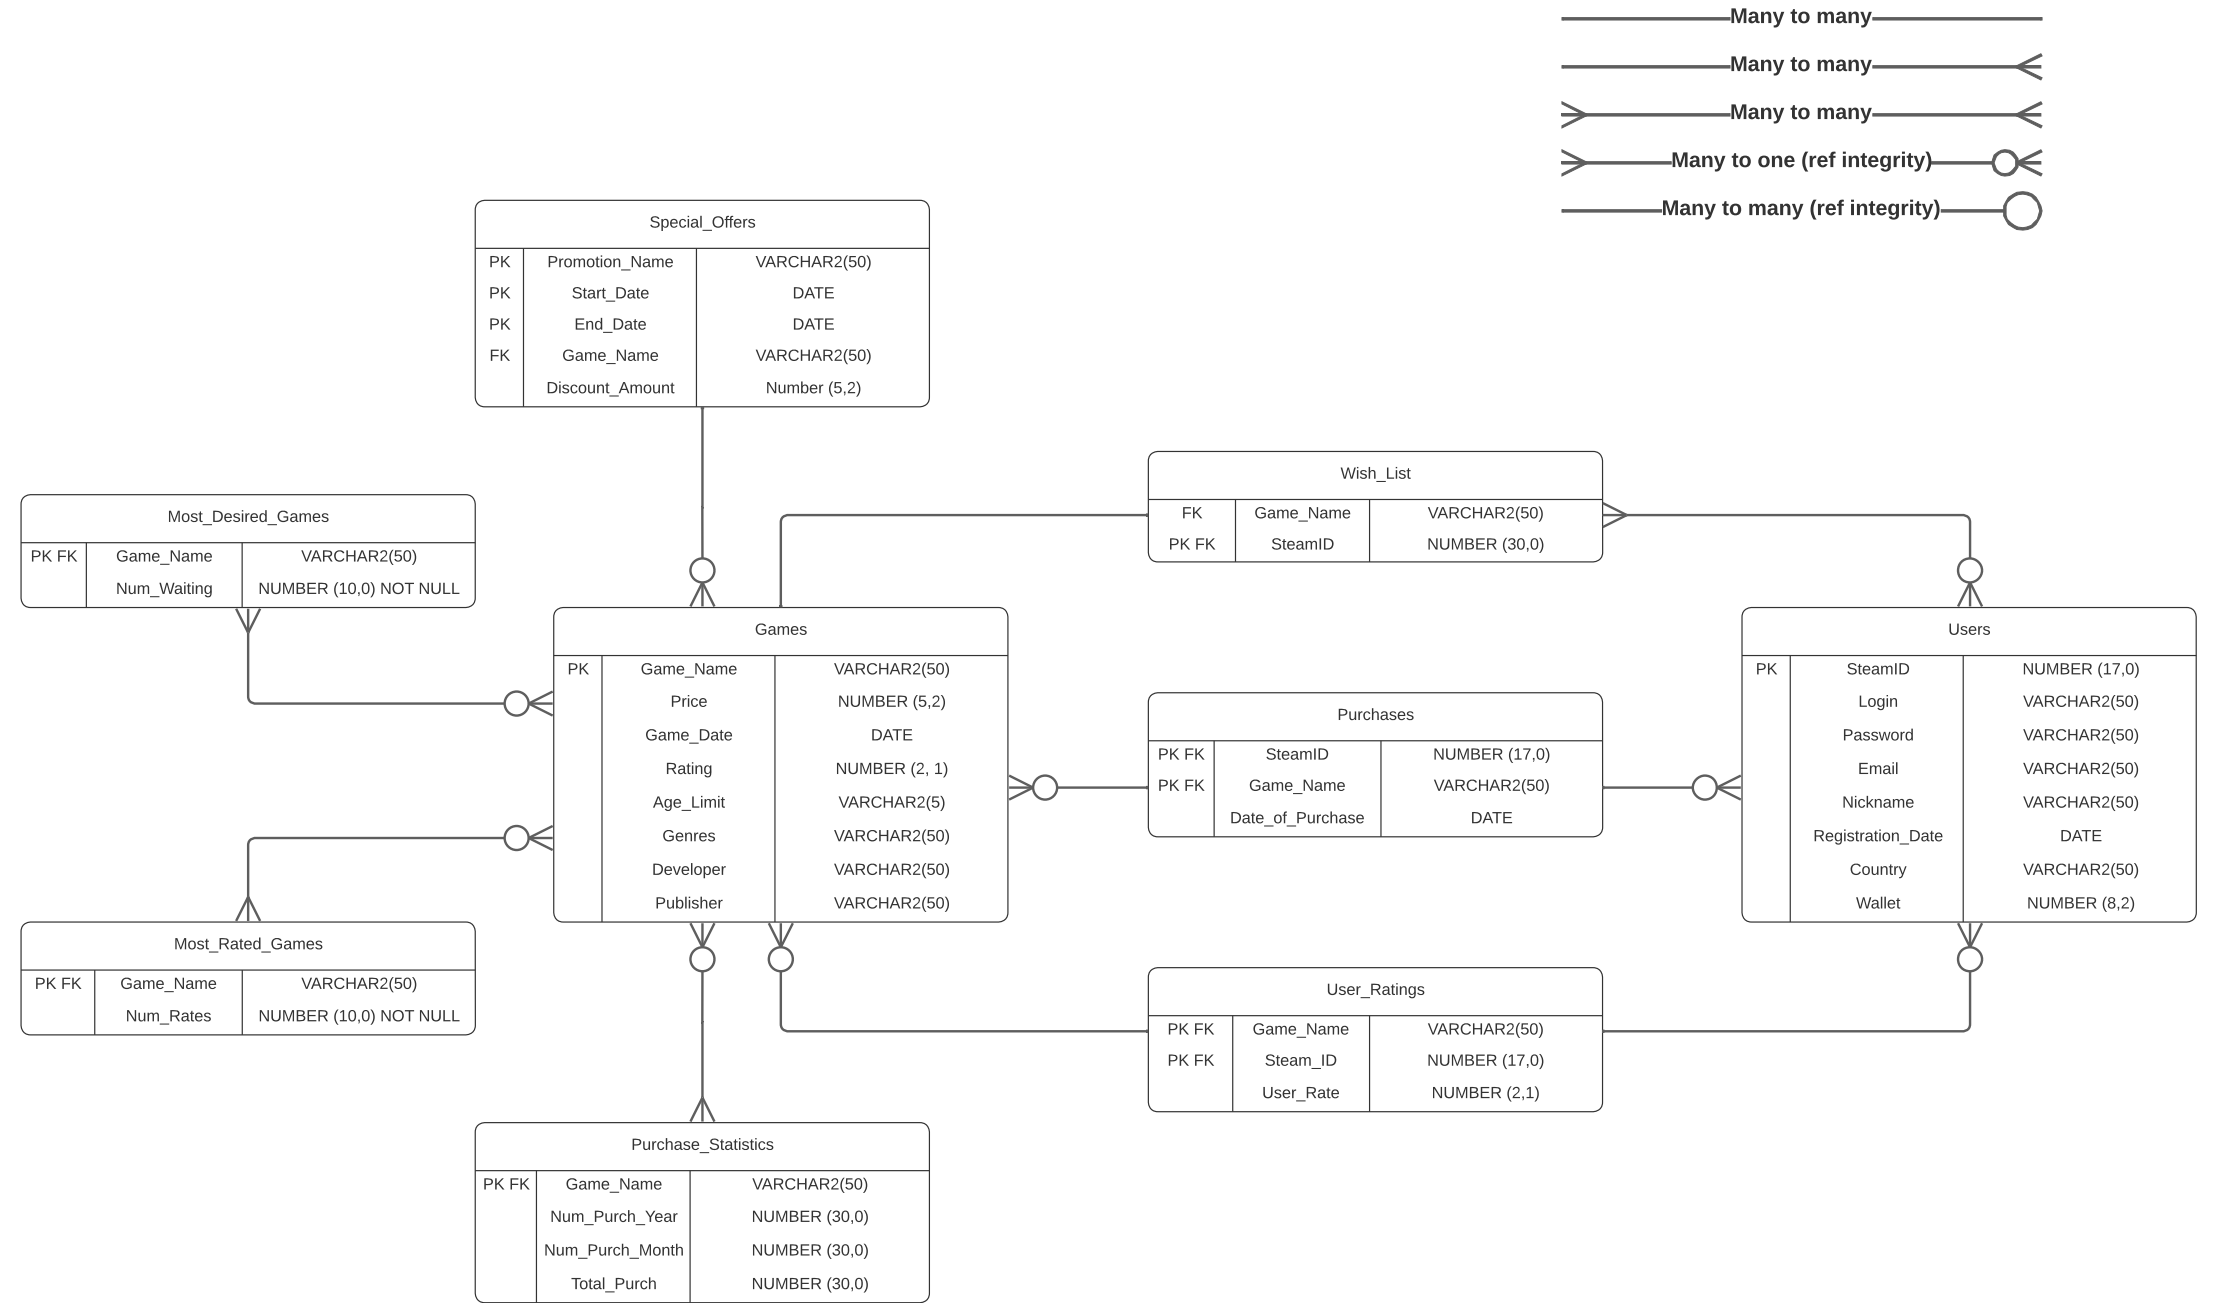 Many to many
Many to many
Many to many
Many to one (ref integrity)
Many to many (ref integrity)
Special_Offers
PK Promotion_Name VARCHAR2(50)
PK Start_Date DATE
PK End_Date DATE
FK Game_Name VARCHAR2(50)
Discount_Amount Number (5,2)
Wish_List
FK Game_Name VARCHAR2(50)
PK FK SteamID NUMBER (30,0)
Most_Desired_Games
PK FK Game_Name VARCHAR2(50)
Num_Waiting NUMBER (10,0) NOT NULL
Games
PK Game_Name VARCHAR2(50)
Price NUMBER (5,2)
Game_Date DATE
Rating NUMBER (2, 1)
Age_Limit VARCHAR2(5)
Genres VARCHAR2(50)
Developer VARCHAR2(50)
Publisher VARCHAR2(50)
Purchases
PK FK SteamID NUMBER (17,0)
PK FK Game_Name VARCHAR2(50)
Date_of_Purchase DATE
Users
PK SteamID NUMBER (17,0)
Login VARCHAR2(50)
Password VARCHAR2(50)
Email VARCHAR2(50)
Nickname VARCHAR2(50)
Registration_Date DATE
Country VARCHAR2(50)
Wallet NUMBER (8,2)
Most_Rated_Games
PK FK Game_Name VARCHAR2(50)
Num_Rates NUMBER (10,0) NOT NULL
User_Ratings
PK FK Game_Name VARCHAR2(50)
PK FK Steam_ID NUMBER (17,0)
User_Rate NUMBER (2,1)
Purchase_Statistics
PK FK Game_Name VARCHAR2(50)
Num_Purch_Year NUMBER (30,0)
Num_Purch_Month NUMBER (30,0)
Total_Purch NUMBER (30,0)